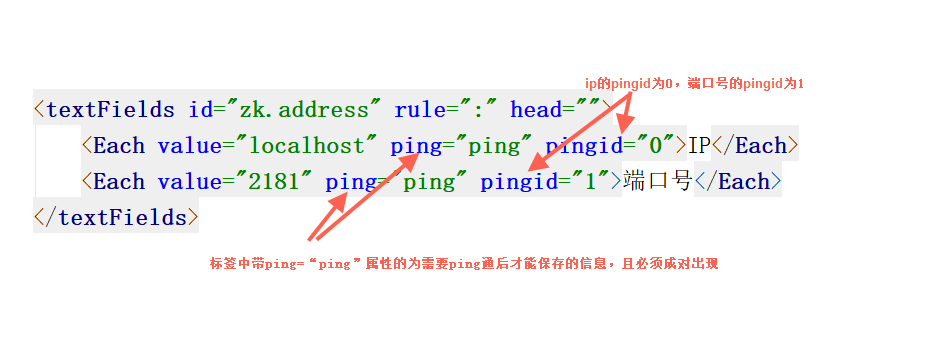 ip的pingid为0，端口号的pingid为1
<textFields id="zk.address" rule=":" head="">
<Each value="localhost" ping="ping" pingid="0">IP</Each>
<Each value="2181" ping="ping" pingid="1">端口号</Each>
</textFields>
标签中带ping=“ping”属性的为需要ping通后才能保存的信息，且必须成对出现